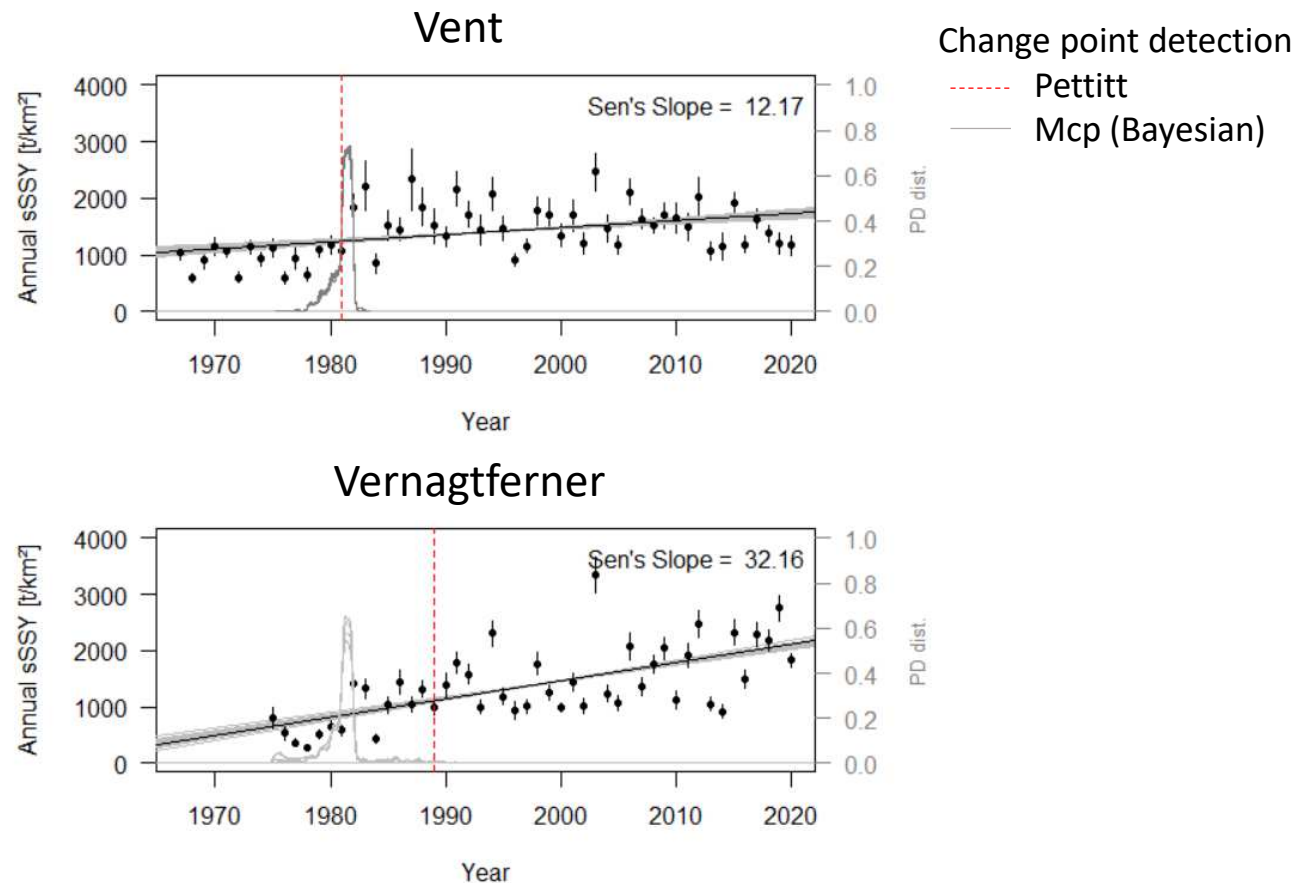 Vent
Change point detection
Pettitt
Mcp (Bayesian)
Sen's Slope = 12.17
4000
3000
2000
1000
0
Annual sSSY [t/km²]
1.0
0.8
0.6
0.4
0.2
0.0
PD dist.
1970 1980 1990 2000 2010 2020
Year
Vernagtferner
Sen's Slope = 32.16
4000
3000
2000
1000
0
Annual sSSY [t/km²]
1.0
0.8
0.6
0.4
0.2
0.0
PD dist.
1970 1980 1990 2000 2010 2020
Year